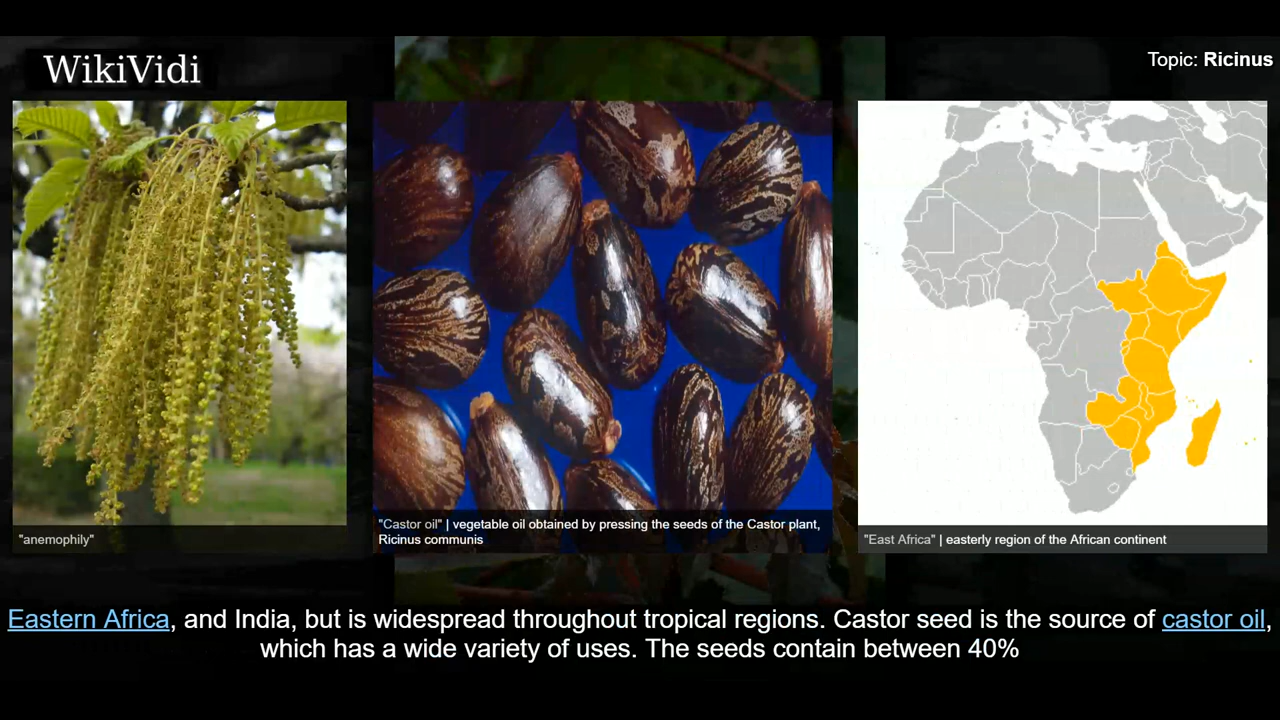 WikiVidi
Topic: Ricinus
"anemophily"
"Castor oil" | vegetable oil obtained by pressing the seeds of the Castor plant,
Ricinus communis
"East Africa" | easterly region of the African continent
Eastern Africa, and India, but is widespread throughout tropical regions. Castor seed is the source of castor oil,
which has a wide variety of uses. The seeds contain between 40%